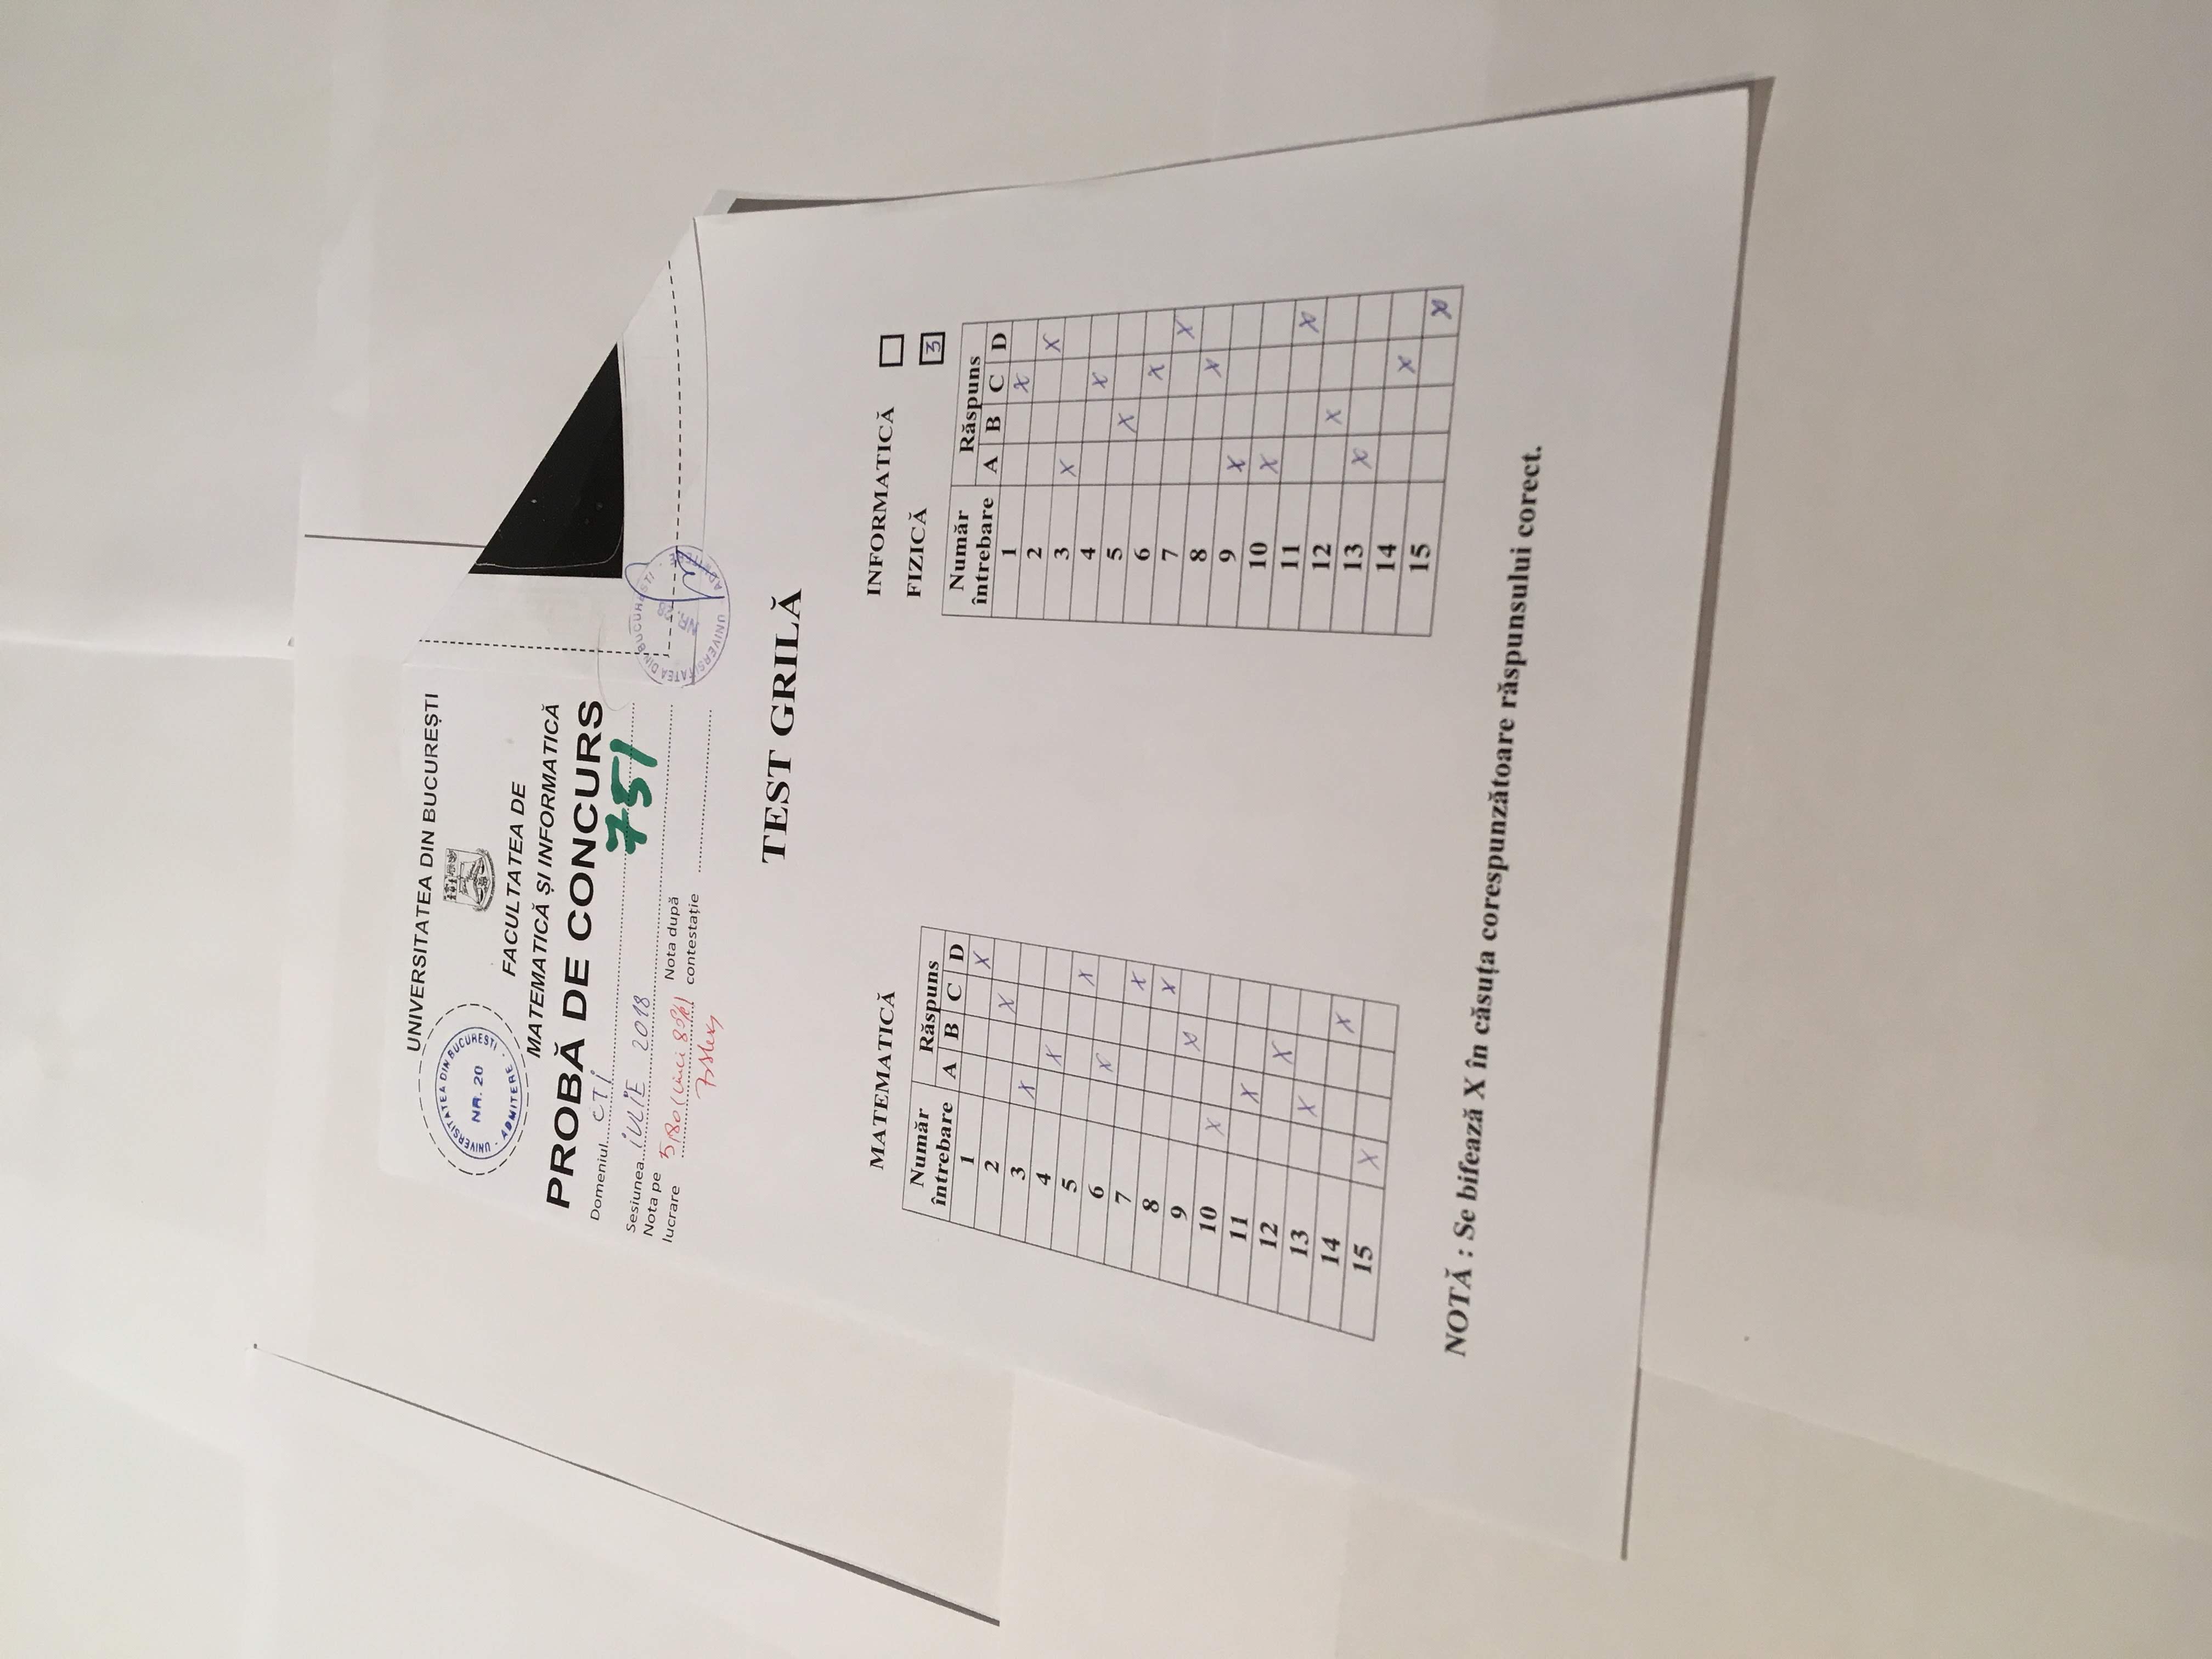 UNIVERSITATEA DIN BUCUREȘTI
UNIVERSITATEA DIN BUCUREȘTI
NR. 20
ADMITERE
FACULTATEA DE
MATEMATICĂ ȘI INFORMATICĂ
PROBĂ DE CONCURS
Domeniul CTI
751
Sesiunea IULIE 2018
Nota pe lucrare 5,80 (cinci 80%)
Nota după contestație
UNIVERSITATEA DIN BUCUREȘTI
NR. 28
ADMITERE
TEST GRILĂ
MATEMATICĂ
Număr întrebare Răspuns
A B C D
1 X
2 X
3 X
4 X
5 X
6 X
7 X
8 X
9 X
10 X
11 X
12 X
13 X
14 X
15 X
INFORMATICĂ
FIZICĂ 3
Număr întrebare Răspuns
A B C D
1 X
2 X
3 X
4 X
5 X
6 X
7 X
8 X
9 X
10 X
11 X
12 X
13 X
14 X
15 X
NOTĂ : Se bifează X în căsuța corespunzătoare răspunsului corect.